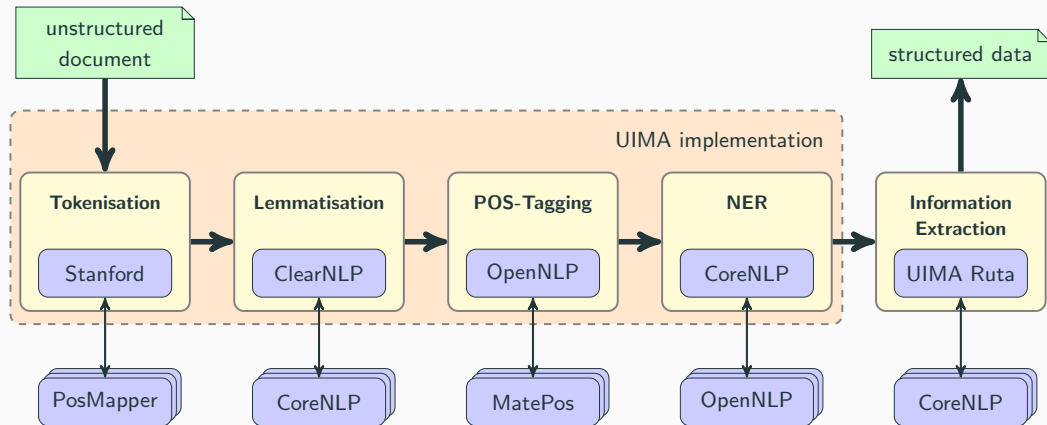 unstructured
document
structured data
UIMA implementation
Tokenisation
Lemmatisation
POS-Tagging
NER
Information
Extraction
Stanford
ClearNLP
OpenNLP
CoreNLP
UIMA Ruta
PosMapper
CoreNLP
MatePos
OpenNLP
CoreNLP